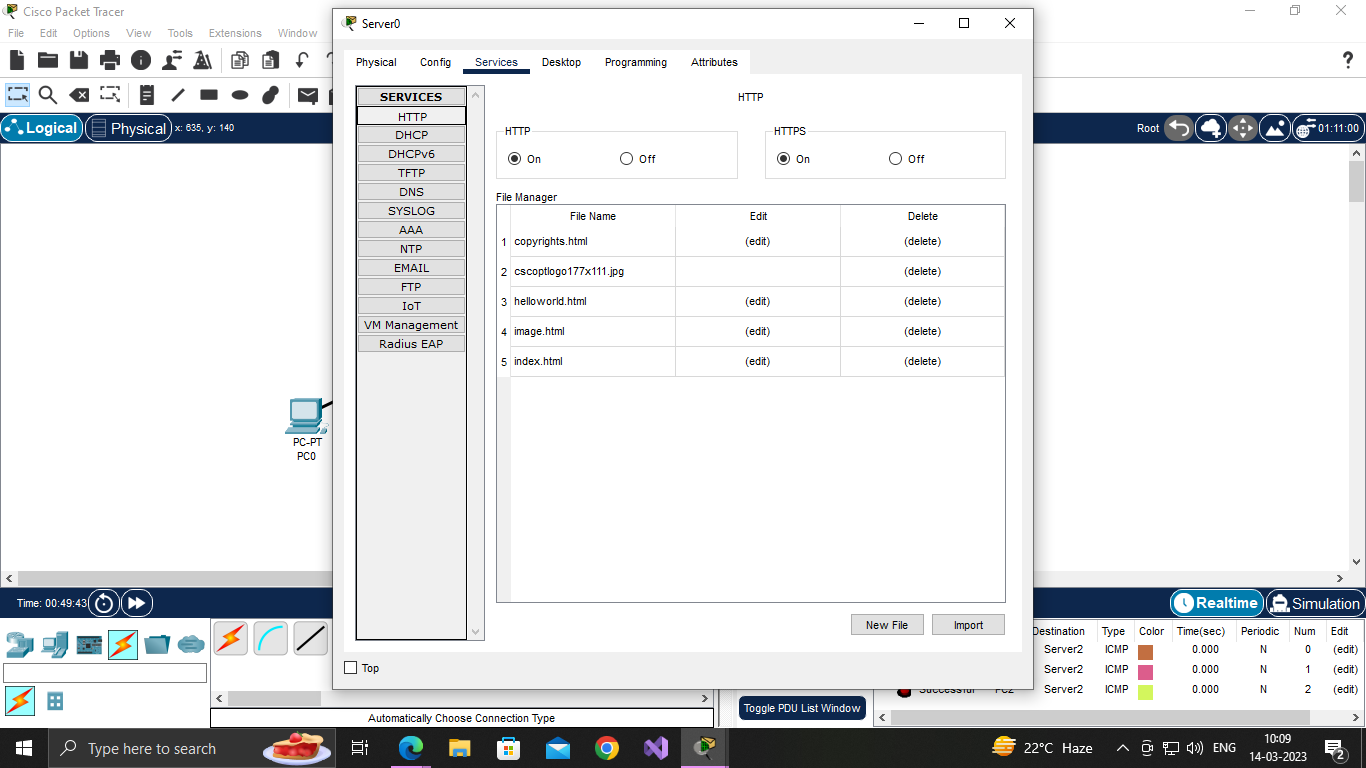 Cisco Packet Tracer
File Edit Options View Tools Extensions Window
Logical Physical x: 635, y: 140
Root 01:11:00
Server0
Physical Config Services Desktop Programming Attributes
SERVICES
HTTP
DHCP
DHCPv6
TFTP
DNS
SYSLOG
AAA
NTP
EMAIL
FTP
IoT
VM Management
Radius EAP
HTTP
HTTP
On Off
HTTPS
On Off
File Manager
File Name Edit Delete
1 copyrights.html (edit) (delete)
2 cscoptlogo177x111.jpg (delete)
3 helloworld.html (edit) (delete)
4 image.html (edit) (delete)
5 index.html (edit) (delete)
New File Import
Top
PC-PT
PC0
Time: 00:49:43
Realtime Simulation
Automatically Choose Connection Type
Toggle PDU List Window
Destination Type Color Time(sec) Periodic Num Edit
Server2 ICMP 0.000 N 0 (edit)
Server2 ICMP 0.000 N 1 (edit)
Successful PC2 Server2 ICMP 0.000 N 2 (edit)
Type here to search
22°C Haze
ENG
10:09
14-03-2023
2